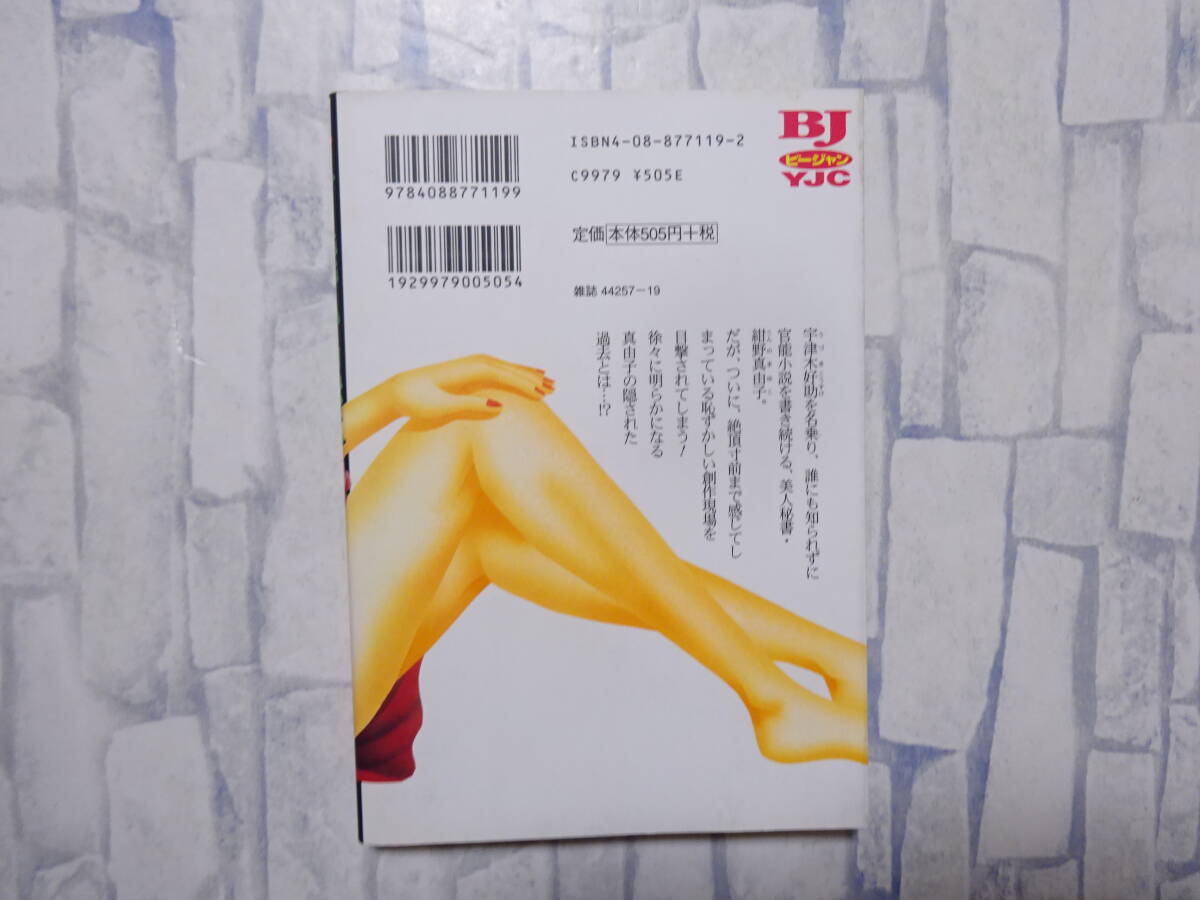 BJ
ビージャン
YJC
ISBN4-08-877119-2
C9979 ¥505E
9784088771199
定価 本体505円+税
1929979005054
雑誌 44257-19
宇津木好助を名乗り、誰にも知られずに
官能小説を書き続ける、美人秘書・
紺野真由子。
だが、ついに、絶頂寸前まで感じてし
まっている恥ずかしい創作現場を
目撃されてしまう!
徐々に明らかになる
真由子の隠された
過去とは…!?